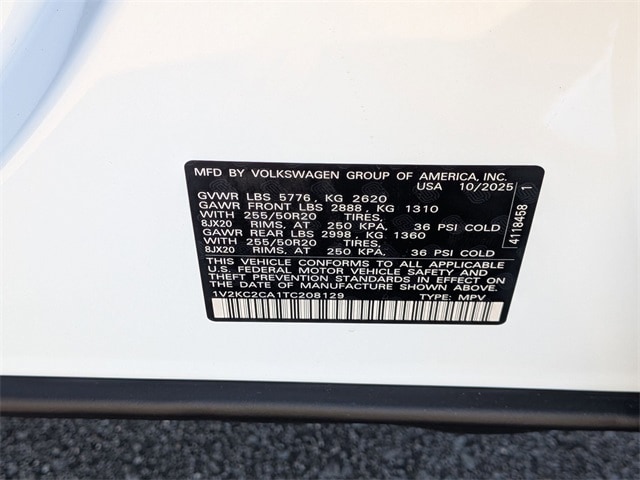 MFD BY VOLKSWAGEN GROUP OF AMERICA, INC.
USA 10/2025
GVWR LBS 5776, KG 2620
GAWR FRONT LBS 2888, KG 1310
WITH 255/50R20 TIRES,
8JX20 RIMS, AT 250 KPA, 36 PSI COLD
GAWR REAR LBS 2998, KG 1360
WITH 255/50R20 TIRES,
8JX20 RIMS, AT 250 KPA, 36 PSI COLD
THIS VEHICLE CONFORMS TO ALL APPLICABLE
U.S. FEDERAL MOTOR VEHICLE SAFETY AND
THEFT PREVENTION STANDARDS IN EFFECT ON
THE DATE OF MANUFACTURE SHOWN ABOVE.
1V2KC2CA1TC208129 TYPE: MPV
CAB
4118458 1